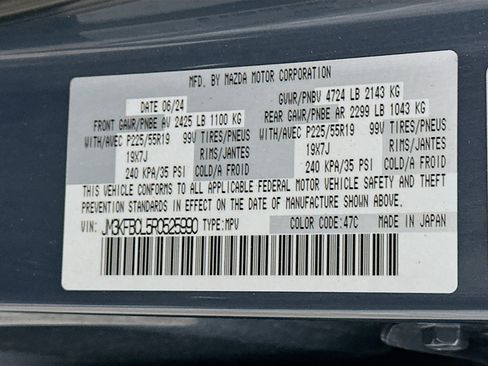 MFD. BY MAZDA MOTOR CORPORATION
DATE 06/24 GVWR/PNBV 4724 LB 2143 KG
FRONT GAWR/PNBE AV 2425 LB 1100 KG REAR GAWR/PNBE AR 2299 LB 1043 KG
WITH/AVEC P225/55R19 99V TIRES/PNEUS WITH/AVEC P225/55R19 99V TIRES/PNEUS
19X7J RIMS/JANTES 19X7J RIMS/JANTES
240 KPA/35 PSI COLD/A FROID 240 KPA/35 PSI COLD/A FROID
THIS VEHICLE CONFORMS TO ALL APPLICABLE FEDERAL MOTOR VEHICLE SAFETY AND THEFT
PREVENTION STANDARDS IN EFFECT ON THE DATE OF MANUFACTURE SHOWN ABOVE.
VIN: JM3KFBCL5R0525990 TYPE:MPV COLOR CODE:47C MADE IN JAPAN